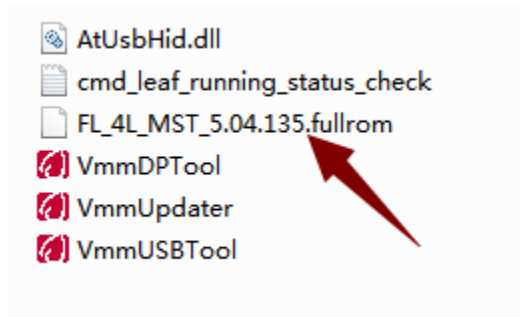 AtUsbHid.dll
cmd_leaf_running_status_check
FL_4L_MST_5.04.135.fullrom
VmmDPTool
VmmUpdater
VmmUSBTool